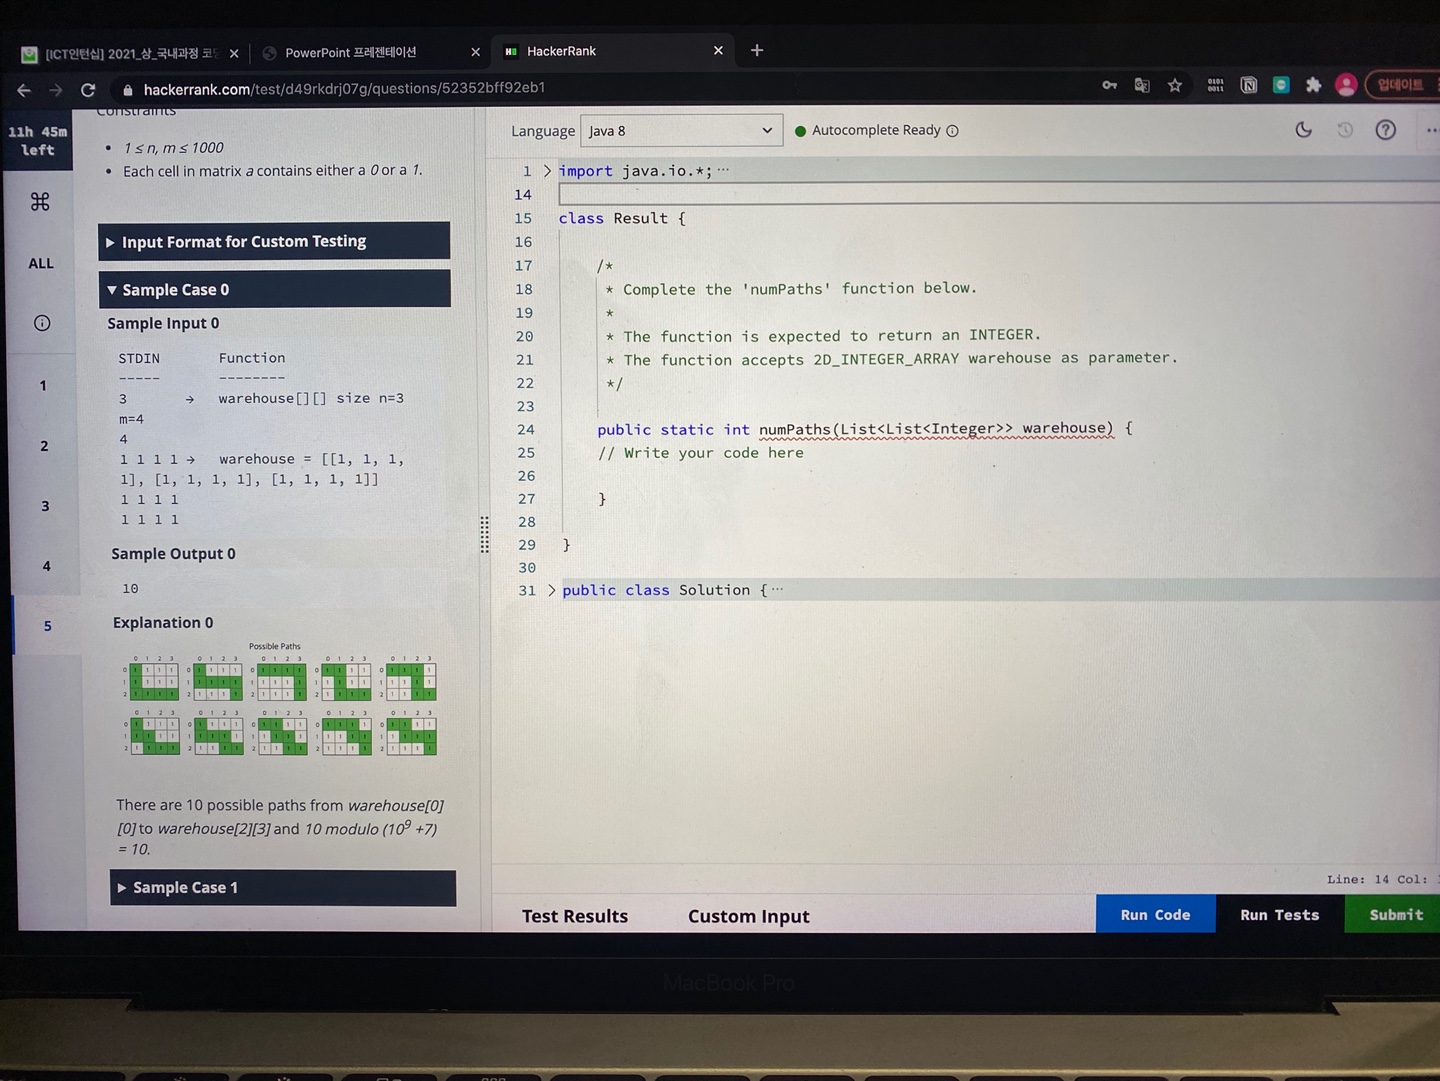 [ICT인턴십] 2021_상_국내과정 코
PowerPoint 프레젠테이션
HackerRank
hackerrank.com/test/d49rkdrj07g/questions/52352bff92eb1
업데이트
11h 45m
left
ALL
1
2
3
4
5
Constraints
• 1 ≤ n, m ≤ 1000
• Each cell in matrix a contains either a 0 or a 1.
Input Format for Custom Testing
Sample Case 0
Sample Input 0
STDIN Function
----- --------
3 → warehouse[][] size n=3
m=4
4
1 1 1 1 → warehouse = [[1, 1, 1,
1], [1, 1, 1, 1], [1, 1, 1, 1]]
1 1 1 1
1 1 1 1
Sample Output 0
10
Explanation 0
Possible Paths
There are 10 possible paths from warehouse[0]
[0] to warehouse[2][3] and 10 modulo (10⁹ +7)
= 10.
Sample Case 1
Language Java 8 Autocomplete Ready
1 import java.io.*; ...
14
15 class Result {
16
17 /*
18 * Complete the 'numPaths' function below.
19 *
20 * The function is expected to return an INTEGER.
21 * The function accepts 2D_INTEGER_ARRAY warehouse as parameter.
22 */
23
24 public static int numPaths(List<List<Integer>> warehouse) {
25 // Write your code here
26
27 }
28
29 }
30
31 public class Solution { ...
Line: 14 Col:
Test Results Custom Input Run Code Run Tests Submit
MacBook Pro